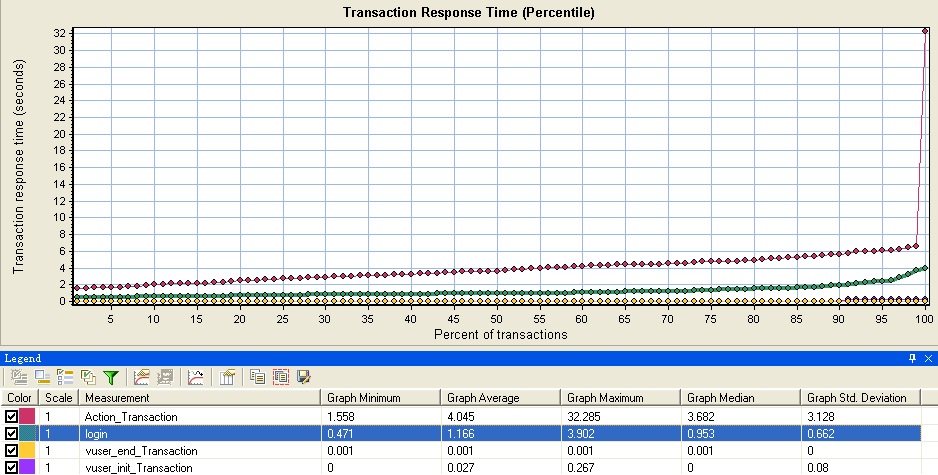 Transaction Response Time (Percentile)
Transaction response time (seconds)
32
30
28
26
24
22
20
18
16
14
12
10
8
6
4
2
0
5 10 15 20 25 30 35 40 45 50 55 60 65 70 75 80 85 90 95 100
Percent of transactions
Legend
Color Scale Measurement Graph Minimum Graph Average Graph Maximum Graph Median Graph Std. Deviation
1 Action_Transaction 1.558 4.045 32.285 3.682 3.128
1 login 0.471 1.166 3.902 0.953 0.662
1 vuser_end_Transaction 0.001 0.001 0.001 0.001 0
1 vuser_init_Transaction 0 0.027 0.267 0 0.08